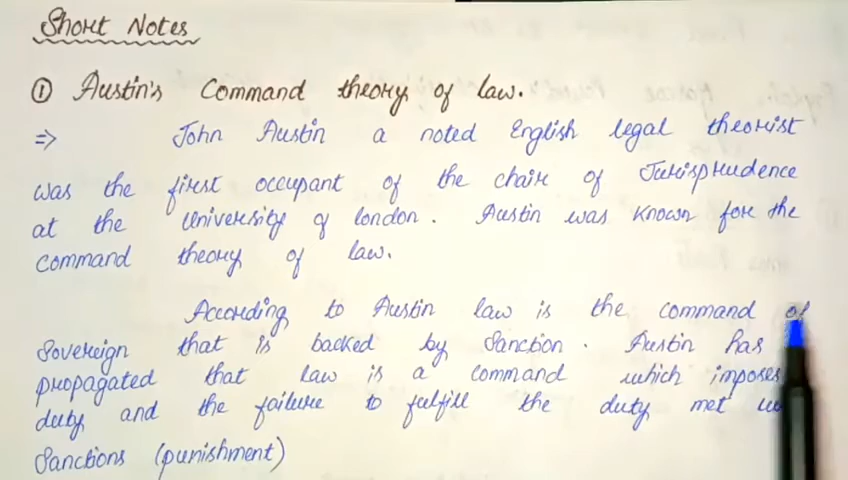 Short Notes
① Austin's Command theory of law.
⇒ John Austin a noted English legal theorist
was the first occupant of the chair of Jurisprudence
at the University of london. Austin was known for the
command theory of law.
According to Austin law is the command of
Sovereign that is backed by Sanction. Austin has
propagated that law is a command which imposes
duty and the failure to fulfill the duty met
Sanctions (punishment)